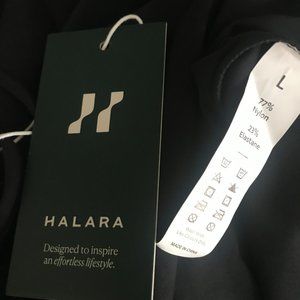 HALARA
Designed to inspire
an effortless lifestyle.
L
77%
Nylon
23%
Elastane
MADE IN CHINA